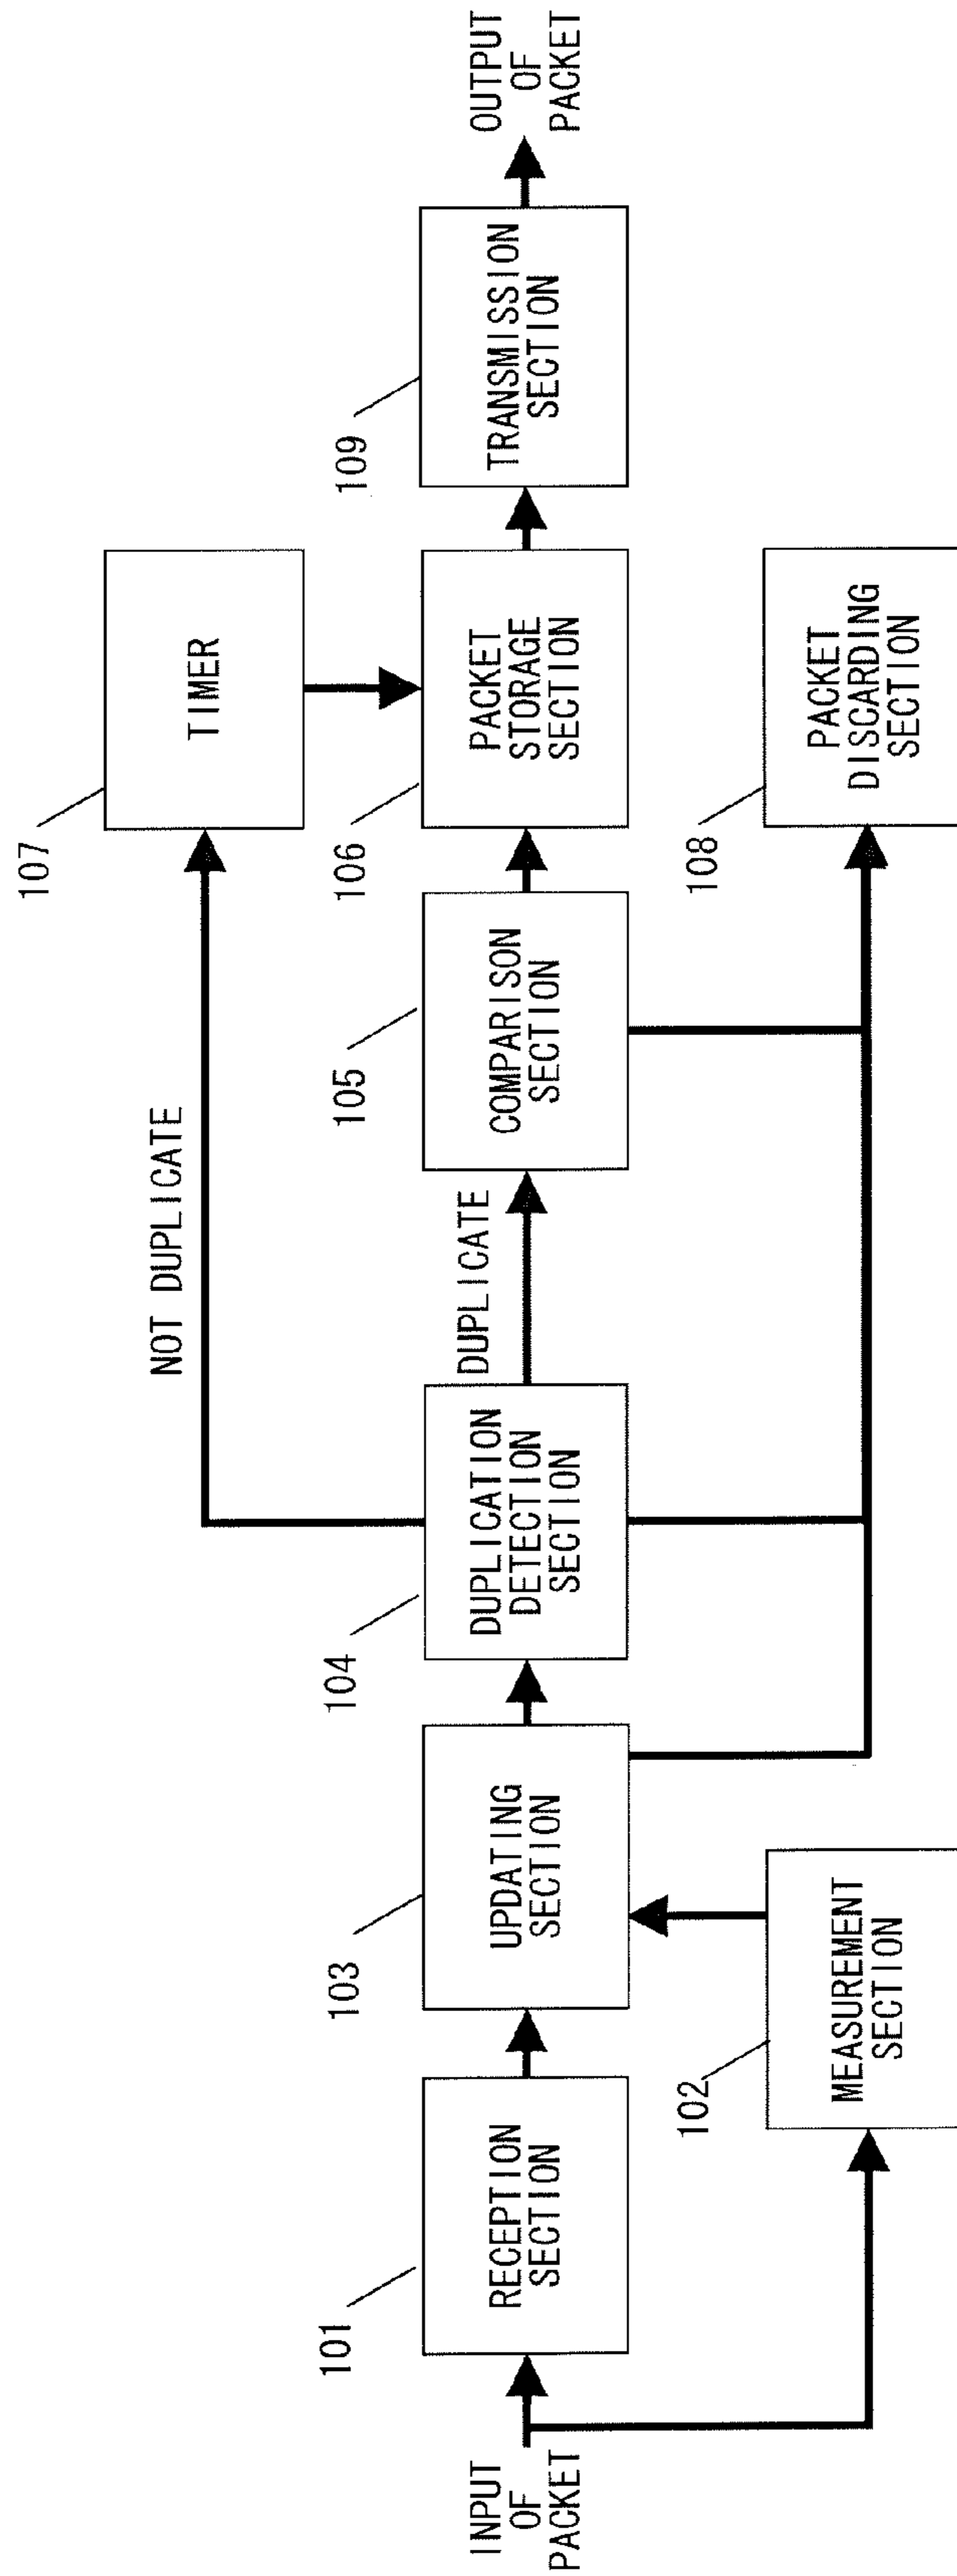 INPUT
OF
PACKET
101
RECEPTION
SECTION
102
MEASUREMENT
SECTION
103
UPDATING
SECTION
104
DUPLICATION
DETECTION
SECTION
NOT DUPLICATE
DUPLICATE
105
COMPARISON
SECTION
107
TIMER
106
PACKET
STORAGE
SECTION
108
PACKET
DISCARDING
SECTION
109
TRANSMISSION
SECTION
OUTPUT
OF
PACKET